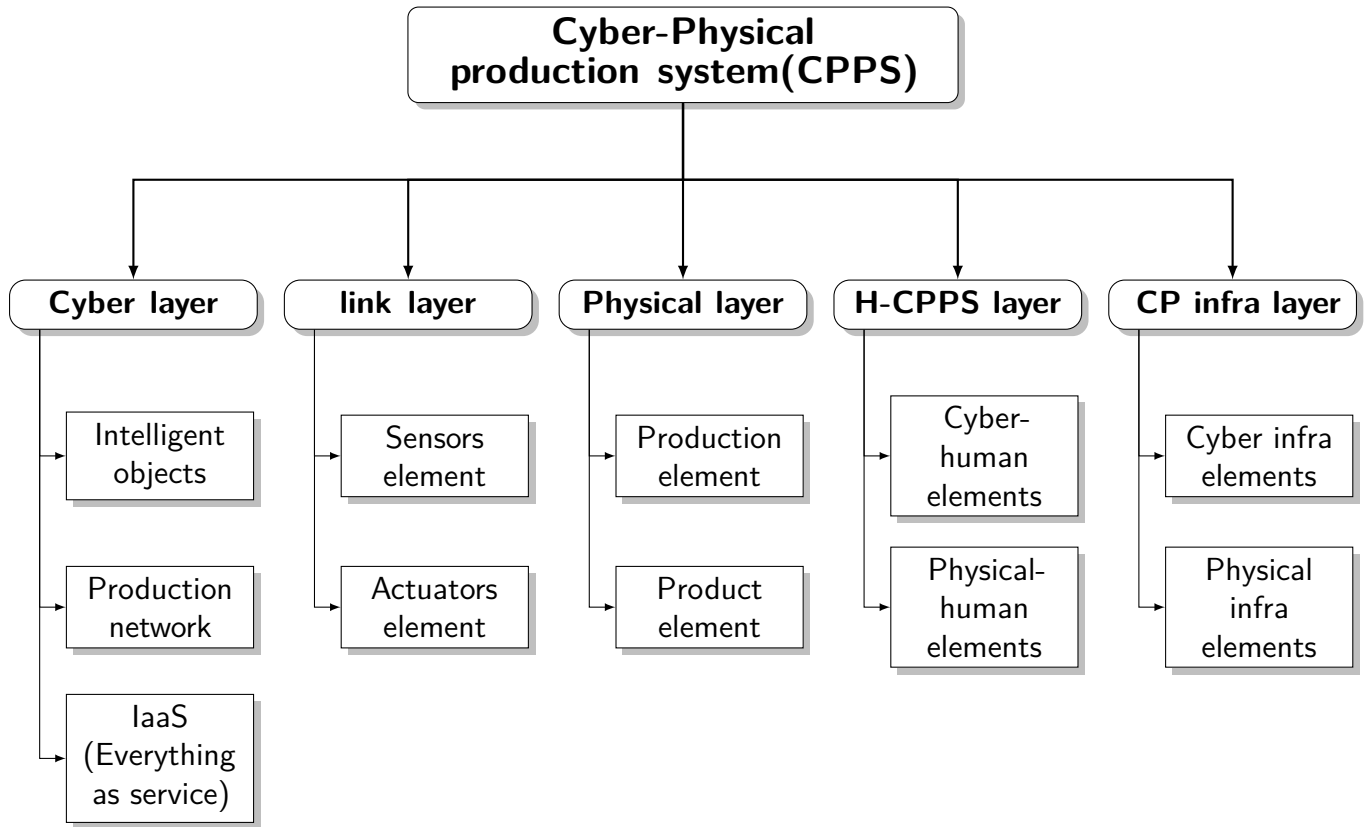 Cyber-Physical
production system(CPPS)
Cyber layer
link layer
Physical layer
H-CPPS layer
CP infra layer
Intelligent
objects
Production
network
IaaS
(Everything
as service)
Sensors
element
Actuators
element
Production
element
Product
element
Cyber-
human
elements
Physical-
human
elements
Cyber infra
elements
Physical
infra
elements